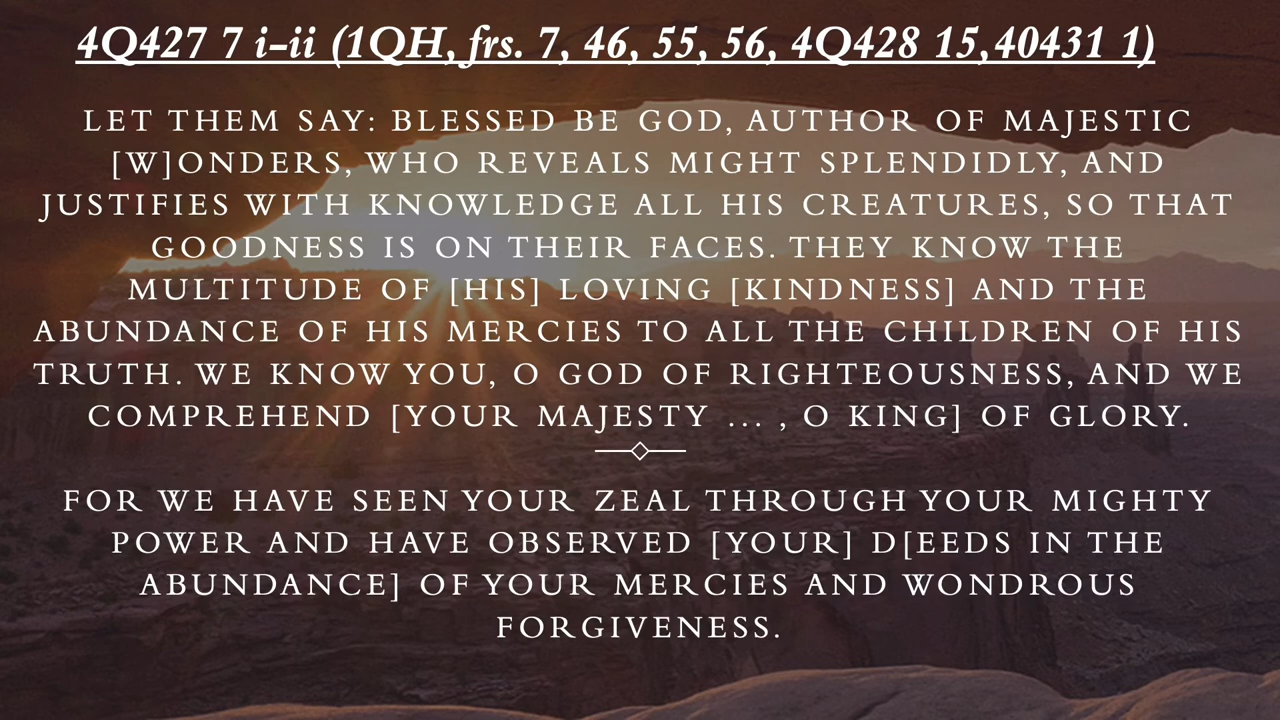 4Q427 7 i-ii (1QH, frs. 7, 46, 55, 56, 4Q428 15,40431 1)
LET THEM SAY: BLESSED BE GOD, AUTHOR OF MAJESTIC
[W]ONDERS, WHO REVEALS MIGHT SPLENDIDLY, AND
JUSTIFIES WITH KNOWLEDGE ALL HIS CREATURES, SO THAT
GOODNESS IS ON THEIR FACES. THEY KNOW THE
MULTITUDE OF [HIS] LOVING [KINDNESS] AND THE
ABUNDANCE OF HIS MERCIES TO ALL THE CHILDREN OF HIS
TRUTH. WE KNOW YOU, O GOD OF RIGHTEOUSNESS, AND WE
COMPREHEND [YOUR MAJESTY ... , O KING] OF GLORY.
FOR WE HAVE SEEN YOUR ZEAL THROUGH YOUR MIGHTY
POWER AND HAVE OBSERVED [YOUR] D[EEDS IN THE
ABUNDANCE] OF YOUR MERCIES AND WONDROUS
FORGIVENESS.